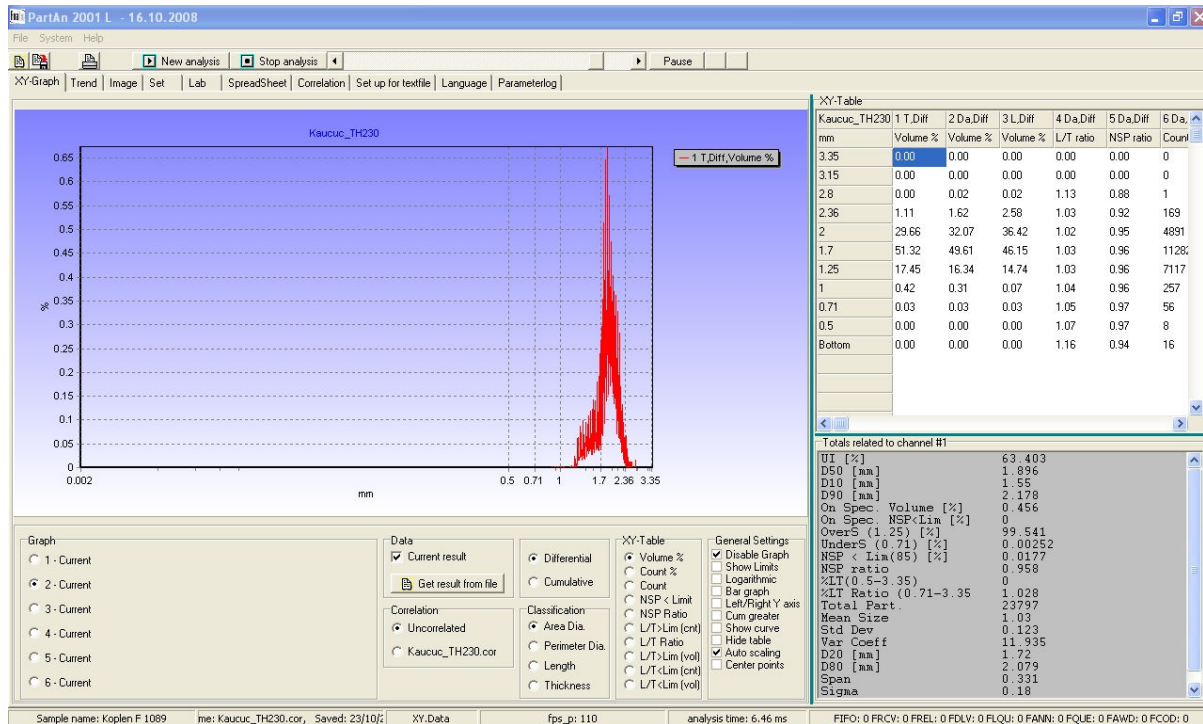 PartAn 2001 L - 16.10.2008
File System Help
New analysis Stop analysis Pause
XY-Graph Trend Image Set Lab SpreadSheet Correlation Set up for textfile Language Parameterlog
Kaucuc_TH230
1 T,Diff,Volume %
0.65
0.6
0.55
0.5
0.45
0.4
0.35
0.3
0.25
0.2
0.15
0.1
0.05
0
%
0.002 0.5 0.71 1 1.7 2.36 3.35
mm
XY-Table
Kaucuc_TH230 1 T,Diff 2 Da,Diff 3 L,Diff 4 Da,Diff 5 Da,Diff 6 Da,
mm Volume % Volume % Volume % L/T ratio NSP ratio Count
3.35 0.00 0.00 0.00 0.00 0.00 0
3.15 0.00 0.00 0.00 0.00 0.00 0
2.8 0.00 0.02 0.02 1.13 0.88 1
2.36 1.11 1.62 2.58 1.03 0.92 169
2 29.66 32.07 36.42 1.02 0.95 4891
1.7 51.32 49.61 46.15 1.03 0.96 11282
1.25 17.45 16.34 14.74 1.03 0.96 7117
1 0.42 0.31 0.07 1.04 0.96 257
0.71 0.03 0.03 0.03 1.05 0.97 56
0.5 0.00 0.00 0.00 1.07 0.97 8
Bottom 0.00 0.00 0.00 1.16 0.94 16
Totals related to channel #1
UI [%] 63.403
D50 [mm] 1.896
D10 [mm] 1.55
D90 [mm] 2.178
On Spec. Volume [%] 0.456
On Spec. NSP<Lim [%] 0
OverS (1.25) [%] 99.541
UnderS (0.71) [%] 0.00252
NSP < Lim(85) [%] 0.0177
NSP ratio 0.958
%LT(0.5-3.35) 0
%LT Ratio (0.71-3.35 1.028
Total Part. 23797
Mean Size 1.03
Std Dev 0.123
Var Coeff 11.935
D20 [mm] 1.72
D80 [mm] 2.079
Span 0.331
Sigma 0.18
Graph
1 - Current
2 - Current
3 - Current
4 - Current
5 - Current
6 - Current
Data
Current result
Get result from file
Correlation
Uncorrelated
Kaucuc_TH230.cor
Differential
Cumulative
Classification
Area Dia.
Perimeter Dia.
Length
Thickness
XY-Table
Volume %
Count %
Count
NSP < Limit
NSP Ratio
L/T>Lim (cnt)
L/T Ratio
L/T>Lim (vol)
L/T<Lim (cnt)
L/T<Lim (vol)
General Settings
Disable Graph
Show Limits
Logarithmic
Bar graph
Left/Right Y axis
Cum greater
Show curve
Hide table
Auto scaling
Center points
Sample name: Koplen F 1089 me: Kaucuc_TH230.cor, Saved: 23/10/2 XY.Data fps_p: 110 analysis time: 6.46 ms FIFO: 0 FRCV: 0 FREL: 0 FDLV: 0 FLQU: 0 FANN: 0 FQUE: 0 FAWD: 0 FCOD: 0